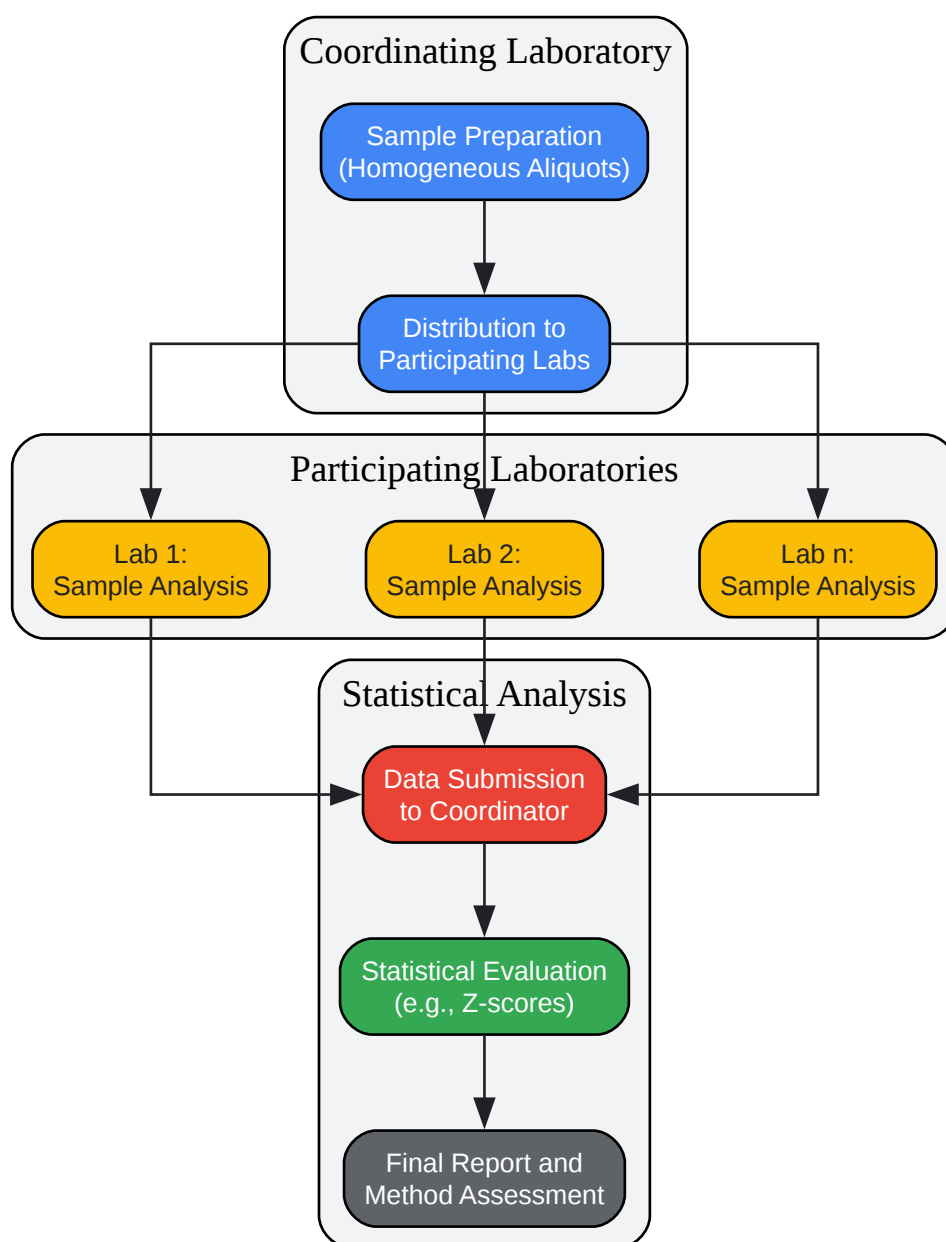 Coordinating Laboratory
Sample Preparation
(Homogeneous Aliquots)
Distribution to
Participating Labs
Participating Laboratories
Lab 1:
Sample Analysis
Lab 2:
Sample Analysis
Lab n:
Sample Analysis
Statistical Analysis
Data Submission
to Coordinator
Statistical Evaluation
(e.g., Z-scores)
Final Report and
Method Assessment